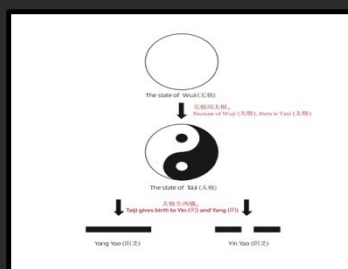 The state of Wuji (无极)
无极而太极。
Because of Wuji (无极), there is Taiji (太极)
The state of TaiJi (太极)
太极生两仪。
Taiji gives birth to Yin (阴) and Yang (阳)
Yang Yao (阳爻)
Yin Yao (阴爻)